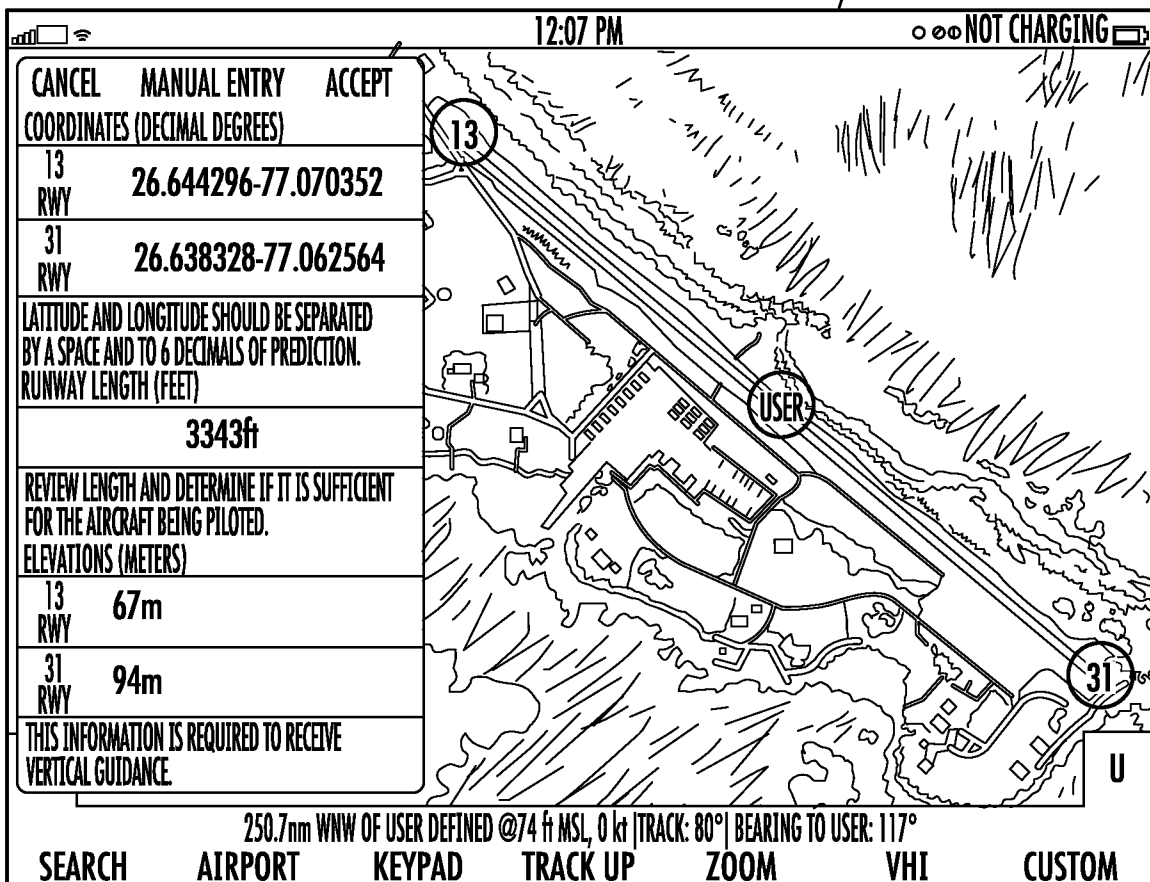 12:07 PM
NOT CHARGING
CANCEL MANUAL ENTRY ACCEPT
COORDINATES (DECIMAL DEGREES)
13
RWY
26.644296-77.070352
31
RWY
26.638328-77.062564
LATITUDE AND LONGITUDE SHOULD BE SEPARATED
BY A SPACE AND TO 6 DECIMALS OF PREDICTION.
RUNWAY LENGTH (FEET)
3343ft
REVIEW LENGTH AND DETERMINE IF IT IS SUFFICIENT
FOR THE AIRCRAFT BEING PILOTED.
ELEVATIONS (METERS)
13
RWY
67m
31
RWY
94m
THIS INFORMATION IS REQUIRED TO RECEIVE
VERTICAL GUIDANCE.
13
USER
31
U
250.7nm WNW OF USER DEFINED @74 ft MSL, 0 kt |TRACK: 80°| BEARING TO USER: 117°
SEARCH AIRPORT KEYPAD TRACK UP ZOOM VHI CUSTOM